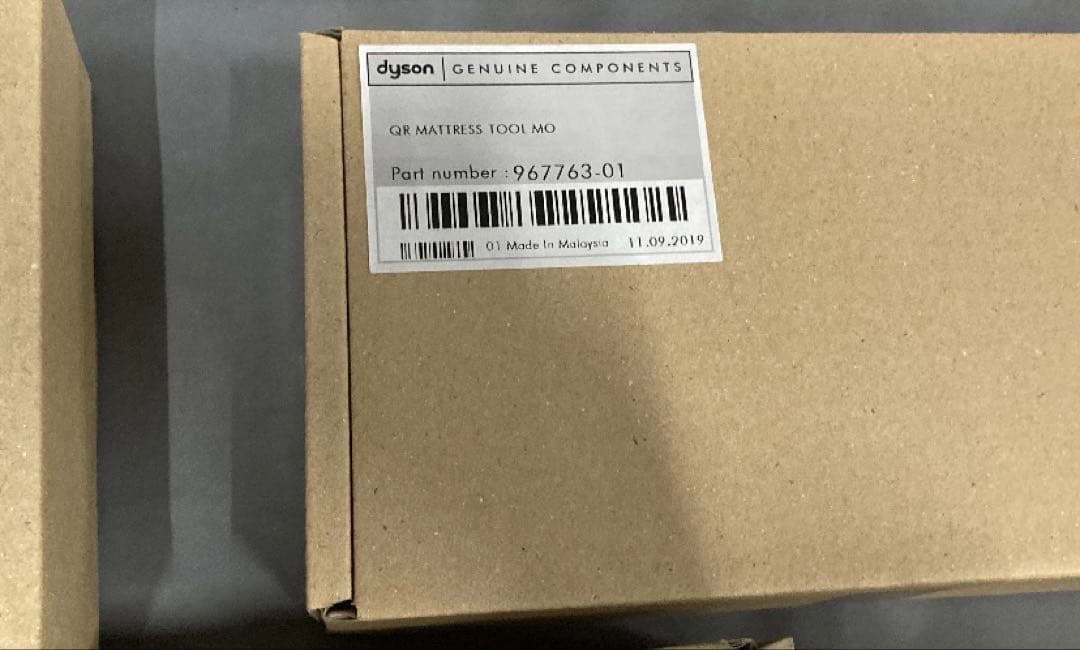 dyson | GENUINE COMPONENTS
QR MATTRESS TOOL MO
Part number : 967763-01
01 Made In Malaysia 11.09.2019